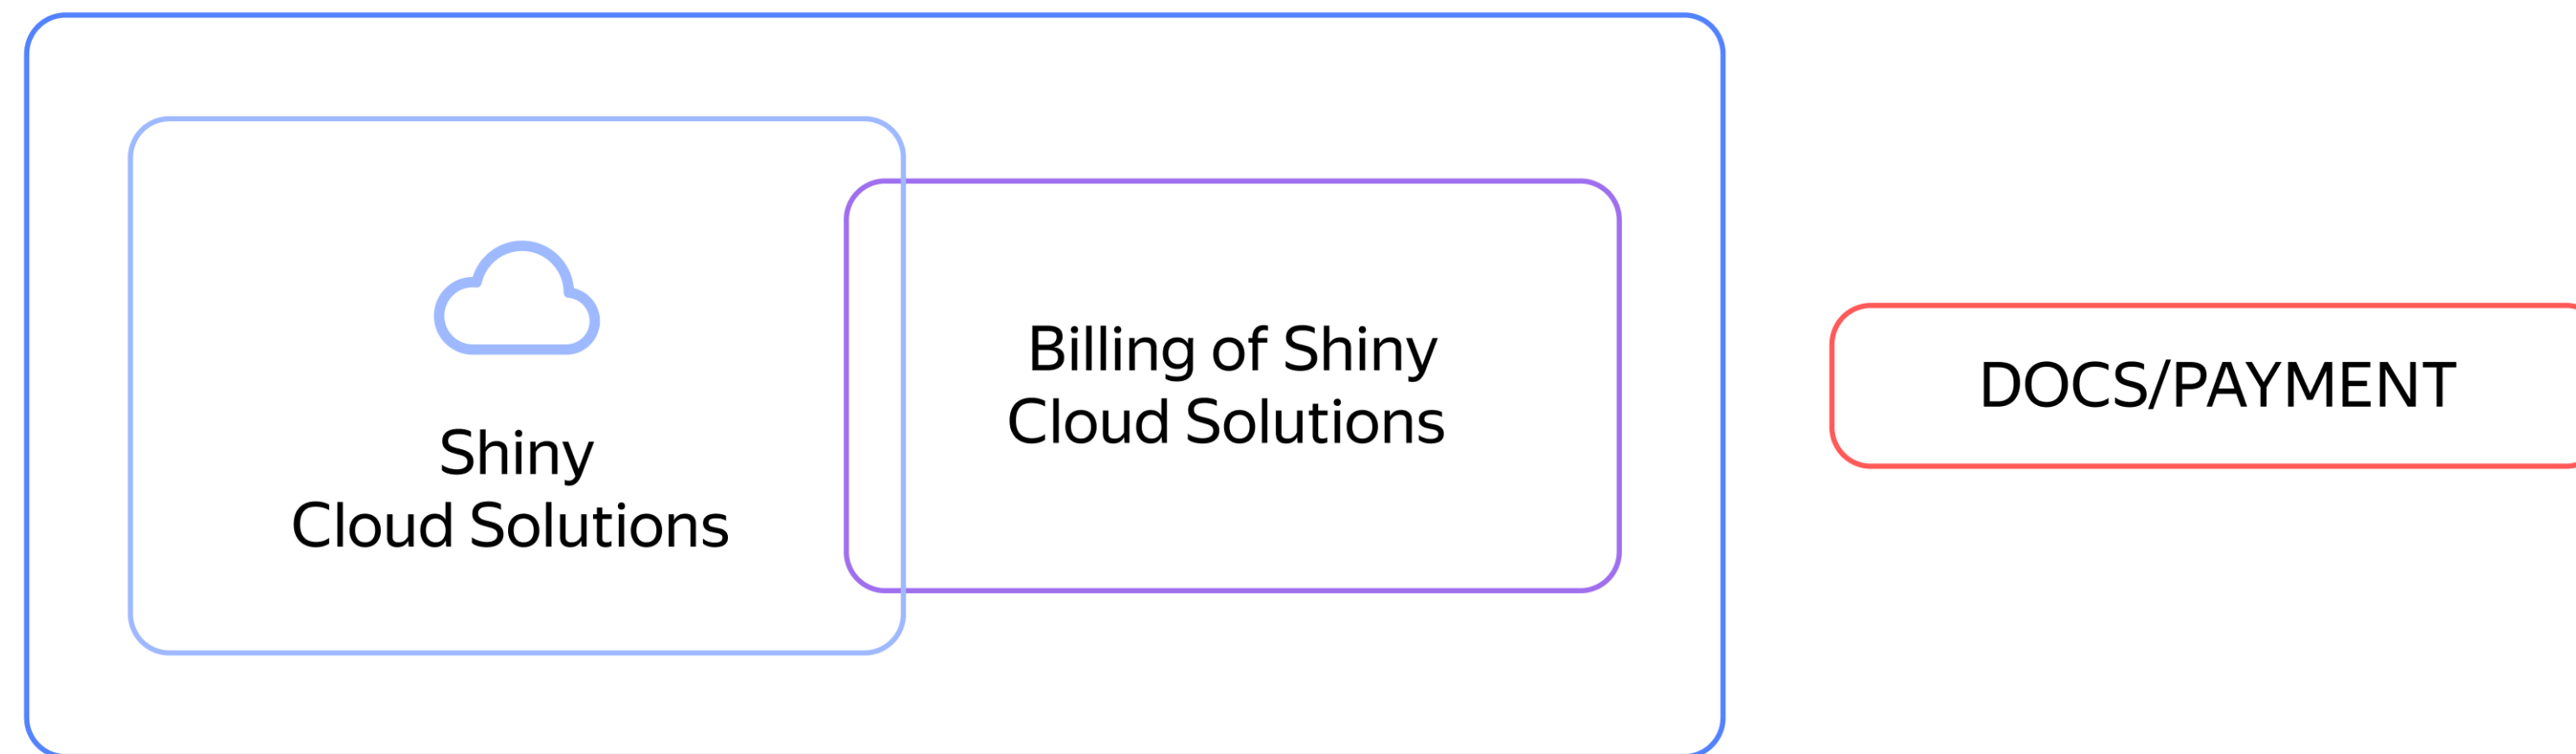 Shiny
Cloud Solutions
Billing of Shiny
Cloud Solutions
DOCS/PAYMENT